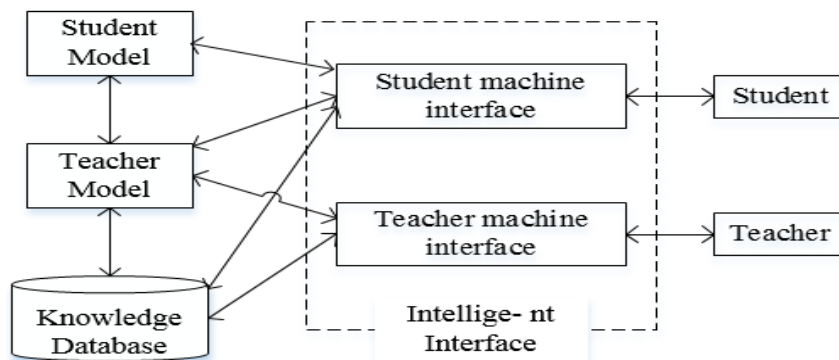 Student
Model
Student machine
interface
Student
Teacher
Model
Teacher machine
interface
Teacher
Knowledge
Database
Intellige- nt
Interface